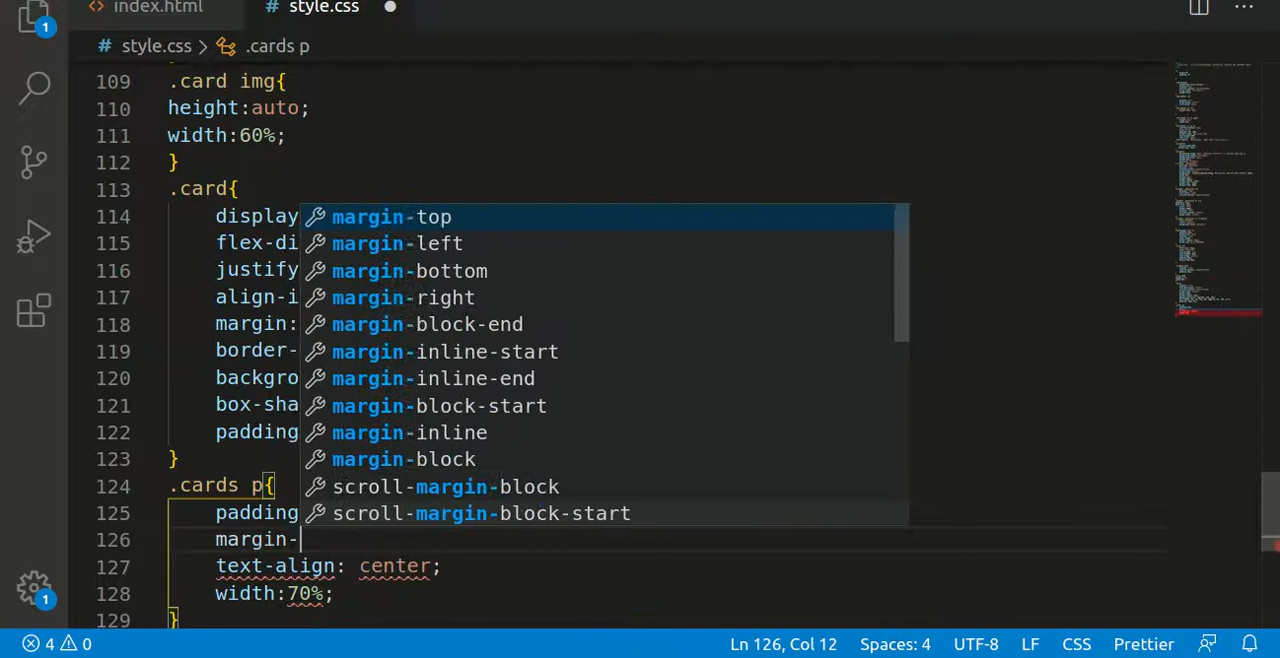 1
<> index.html # style.css ● ···
# style.css > .cards p
109 .card img{
110 height:auto;
111 width:60%;
112 }
113 .card{
114 display
115 flex-di
116 justify
117 align-i
118 margin:
119 border-
120 backgro
121 box-sha
122 padding
123 }
124 .cards p{
125 padding
126 margin-
127 text-align: center;
128 width:70%;
129 }
margin-top
margin-left
margin-bottom
margin-right
margin-block-end
margin-inline-start
margin-inline-end
margin-block-start
margin-inline
margin-block
scroll-margin-block
scroll-margin-block-start
1
4 0 Ln 126, Col 12 Spaces: 4 UTF-8 LF CSS Prettier